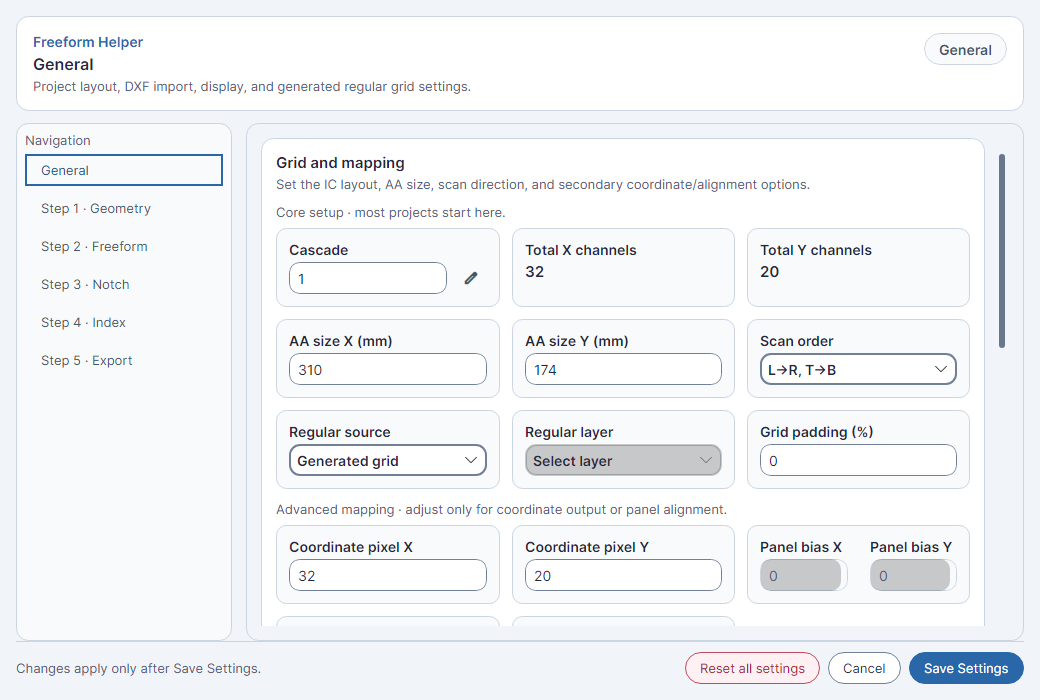 Freeform Helper
General
Project layout, DXF import, display, and generated regular grid settings.
General
Navigation
General
Step 1 · Geometry
Step 2 · Freeform
Step 3 · Notch
Step 4 · Index
Step 5 · Export
Grid and mapping
Set the IC layout, AA size, scan direction, and secondary coordinate/alignment options.
Core setup · most projects start here.
Cascade
1
Total X channels
32
Total Y channels
20
AA size X (mm)
310
AA size Y (mm)
174
Scan order
L→R, T→B
Regular source
Generated grid
Regular layer
Select layer
Grid padding (%)
0
Advanced mapping · adjust only for coordinate output or panel alignment.
Coordinate pixel X
32
Coordinate pixel Y
20
Panel bias X
0
Panel bias Y
0
Changes apply only after Save Settings.
Reset all settings
Cancel
Save Settings